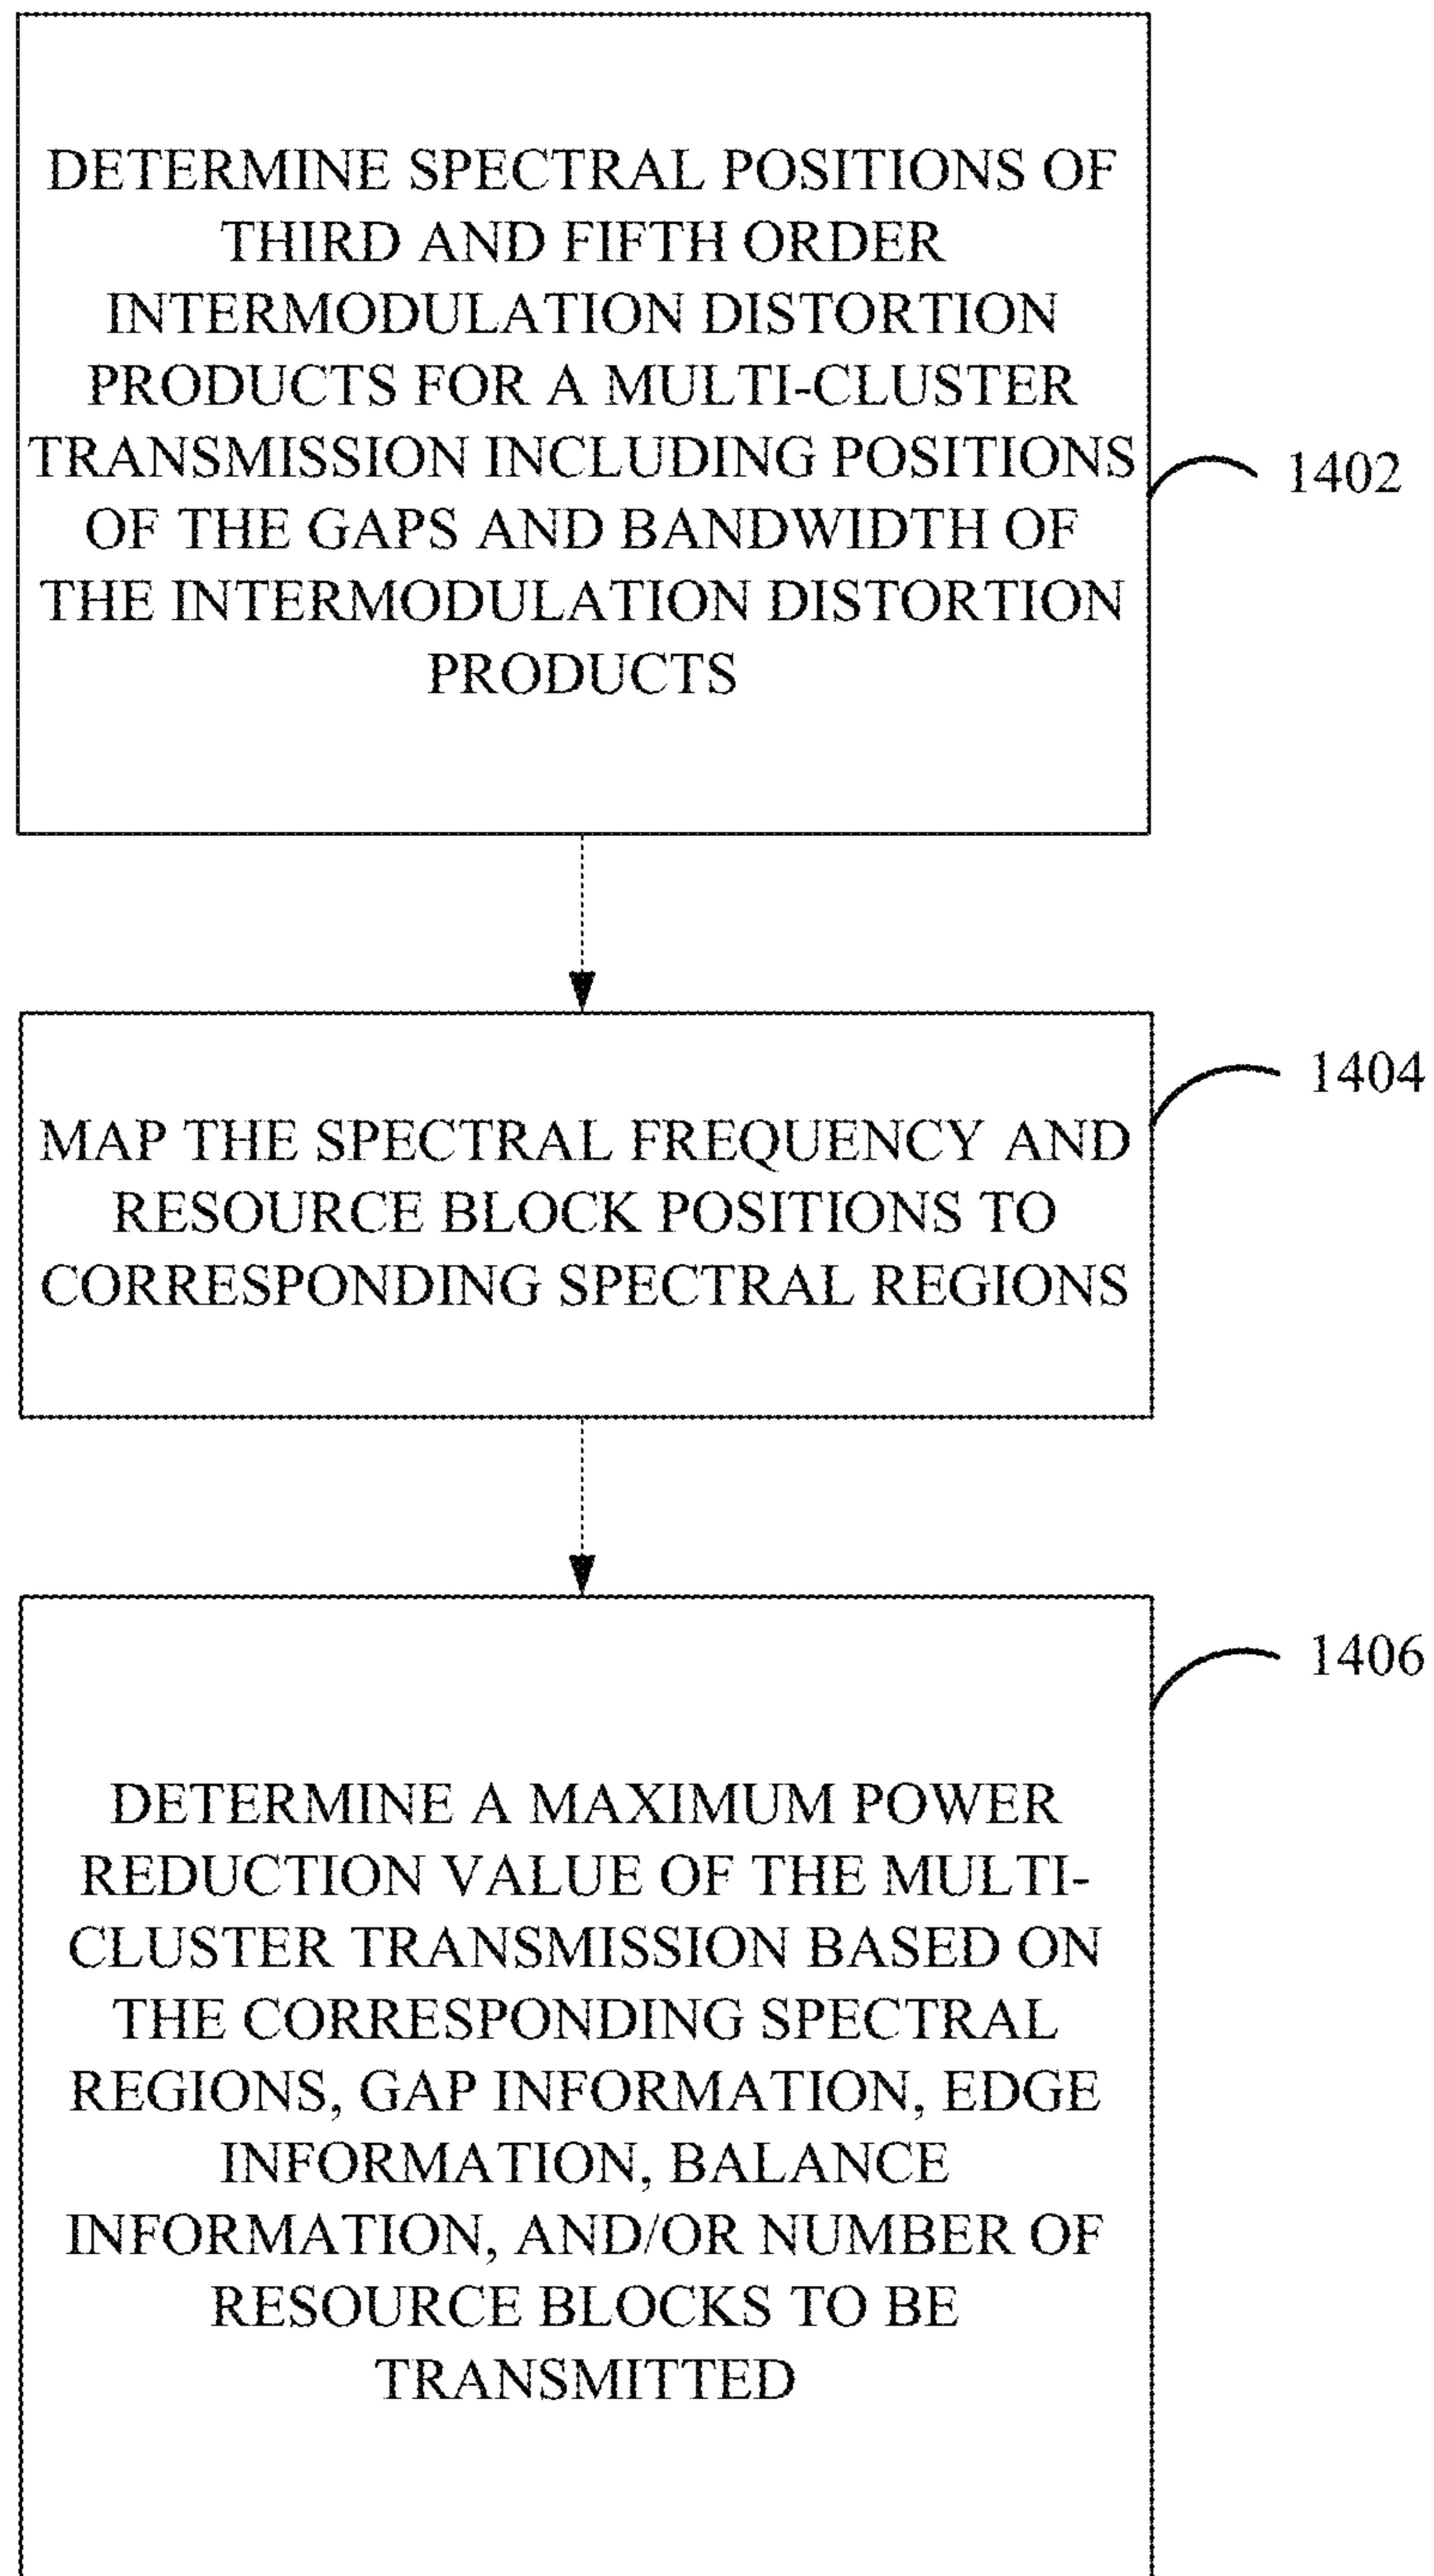 DETERMINE SPECTRAL POSITIONS OF
THIRD AND FIFTH ORDER
INTERMODULATION DISTORTION
PRODUCTS FOR A MULTI-CLUSTER
TRANSMISSION INCLUDING POSITIONS
OF THE GAPS AND BANDWIDTH OF
THE INTERMODULATION DISTORTION
PRODUCTS
1402
MAP THE SPECTRAL FREQUENCY AND
RESOURCE BLOCK POSITIONS TO
CORRESPONDING SPECTRAL REGIONS
1404
DETERMINE A MAXIMUM POWER
REDUCTION VALUE OF THE MULTI-
CLUSTER TRANSMISSION BASED ON
THE CORRESPONDING SPECTRAL
REGIONS, GAP INFORMATION, EDGE
INFORMATION, BALANCE
INFORMATION, AND/OR NUMBER OF
RESOURCE BLOCKS TO BE
TRANSMITTED
1406